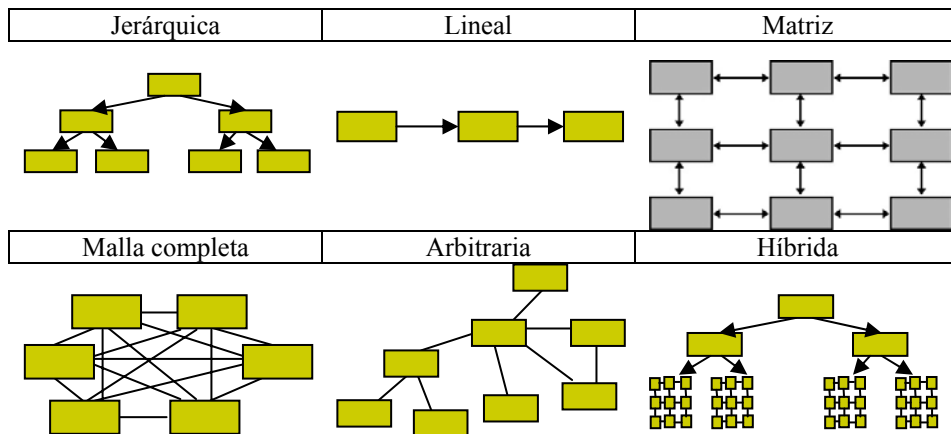 Jerárquica
Lineal
Matriz
Malla completa
Arbitraria
Híbrida